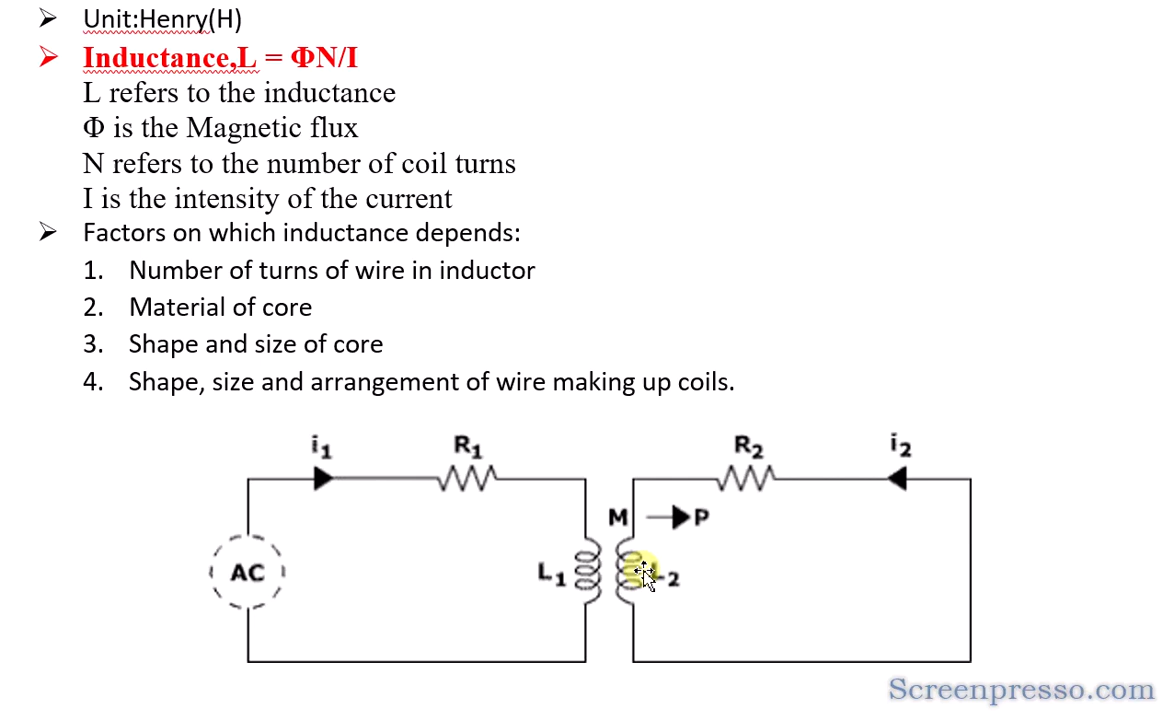 Unit:Henry(H)
Inductance,L = ΦN/I
L refers to the inductance
Φ is the Magnetic flux
N refers to the number of coil turns
I is the intensity of the current
Factors on which inductance depends:
1. Number of turns of wire in inductor
2. Material of core
3. Shape and size of core
4. Shape, size and arrangement of wire making up coils.
i1 R1 R2 i2
M P
AC L1 2
Screenpresso.com